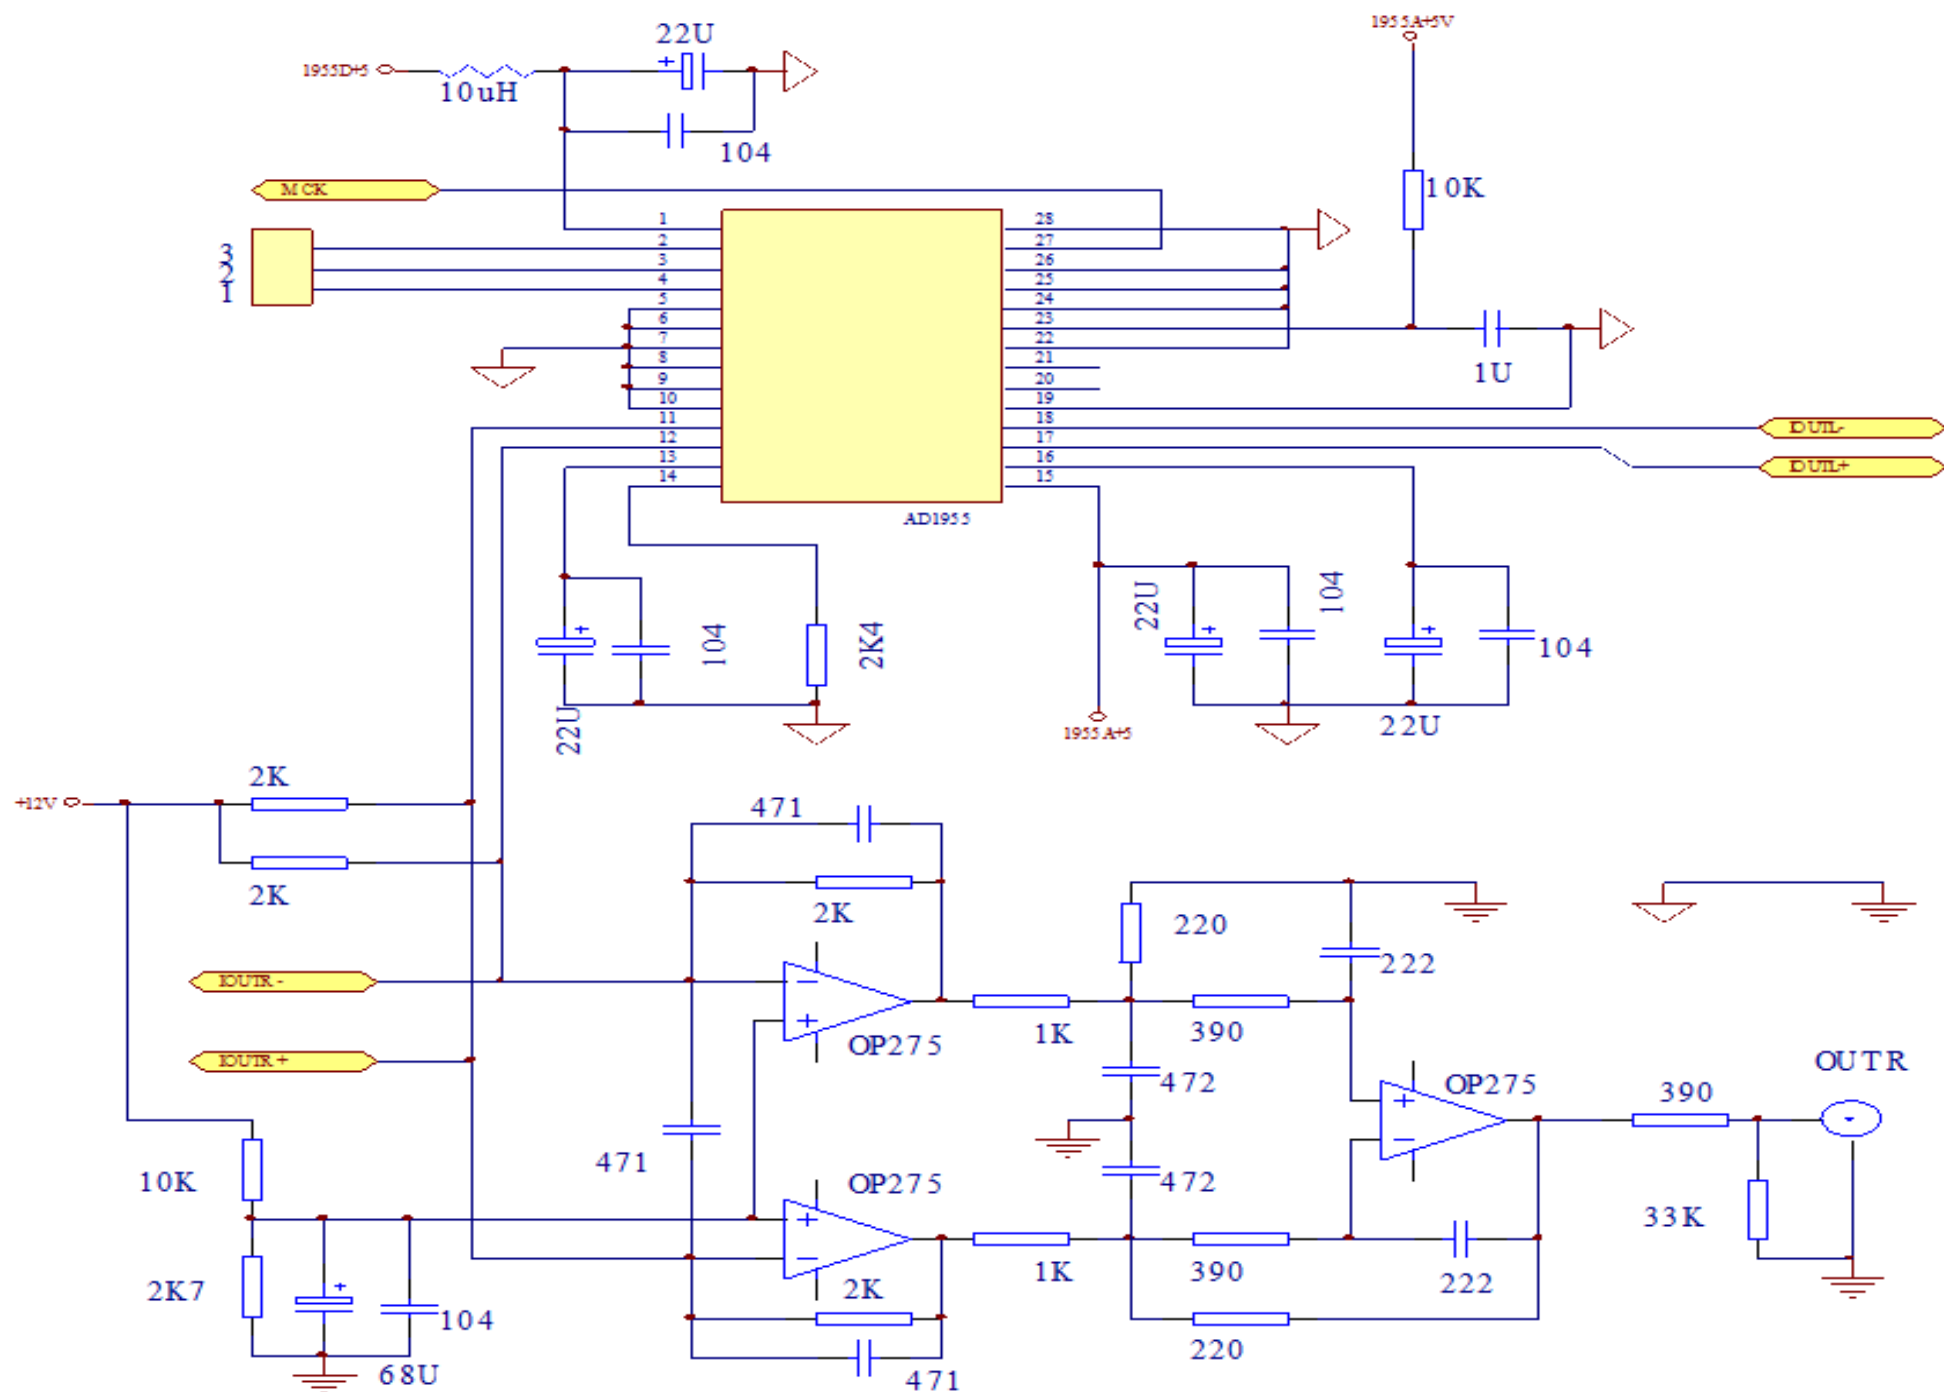 1955A+5V
22U
1955D+5
10uH
104
MCK
10K
1
28
2
27
3
2
1
3
26
4
25
5
24
6
23
7
22
8
21
9
20
10
19
11
18
12
17
13
16
14
15
1U
IOUTL-
IOUTL+
AD1955
22U
104
2K4
22U
104
104
22U
1955A+5
+12V
2K
2K
471
2K
220
222
IOUTR-
1K
390
OP275
IOUTR+
472
OP275
390
OUTR
471
10K
OP275
472
33K
2K7
2K
1K
390
222
104
68U
471
220